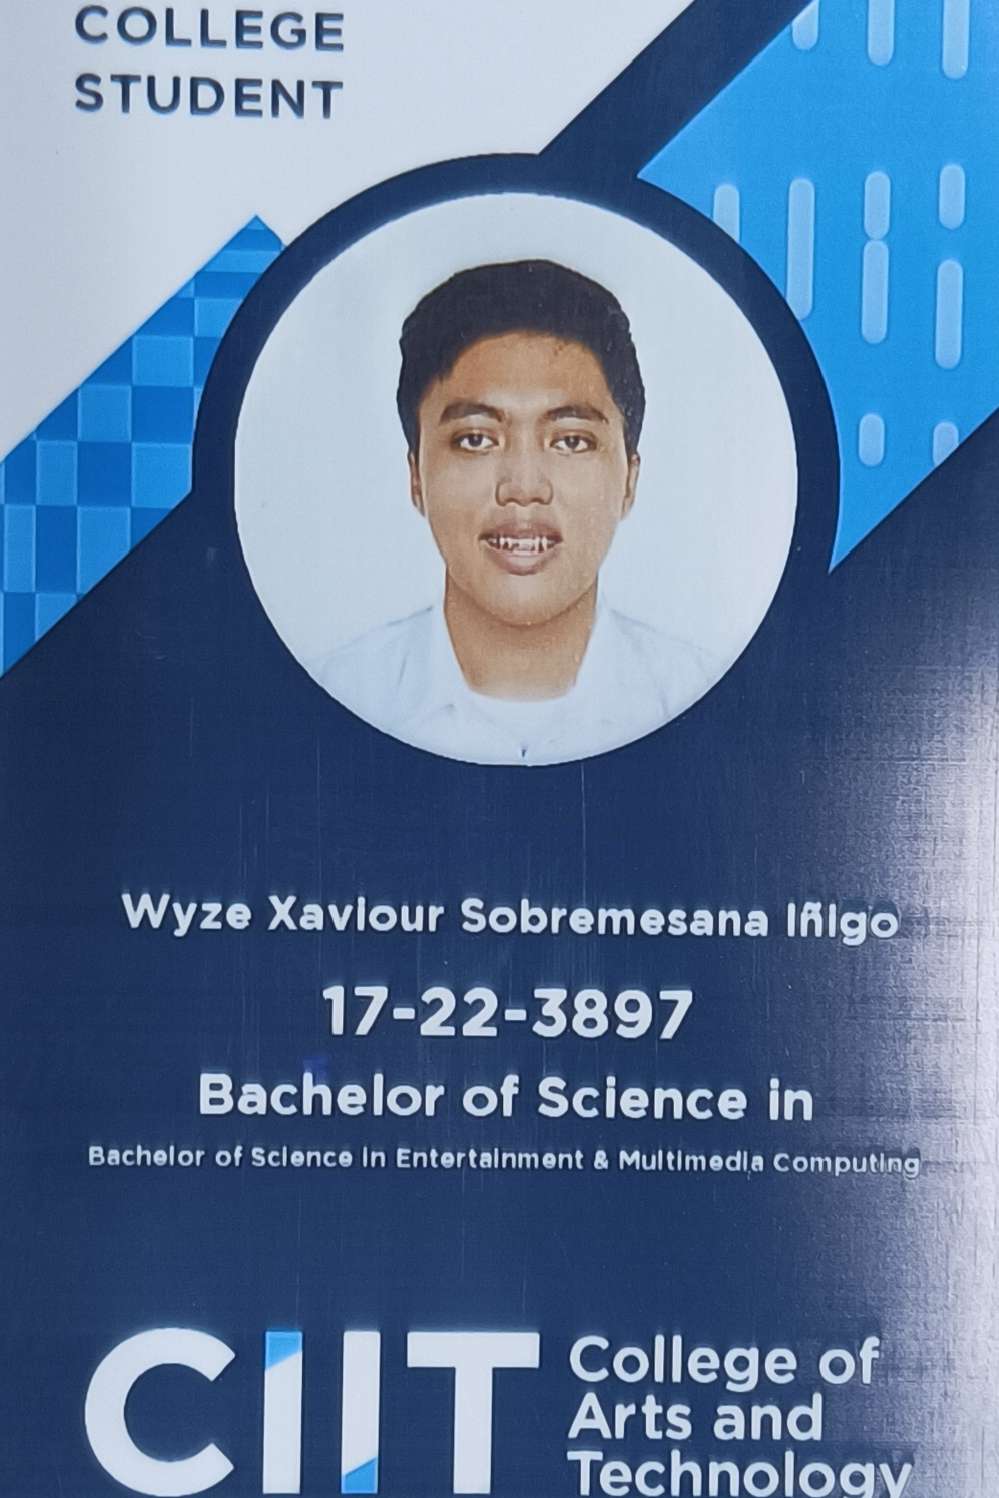 COLLEGE
STUDENT
Wyze Xaviour Sobremesana Iñigo
17-22-3897
Bachelor of Science in
Bachelor of Science in Entertainment & Multimedia Computing
CIIT
College of
Arts and
Technology